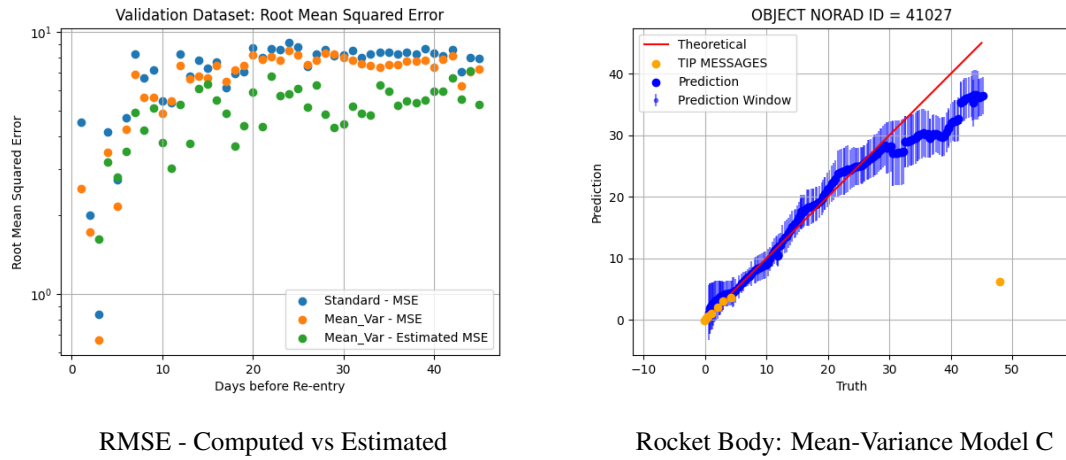 Validation Dataset: Root Mean Squared Error
Root Mean Squared Error
10¹
10⁰
Standard - MSE
Mean_Var - MSE
Mean_Var - Estimated MSE
0 10 20 30 40
Days before Re-entry
RMSE - Computed vs Estimated
OBJECT NORAD ID = 41027
Theoretical
TIP MESSAGES
Prediction
Prediction Window
Prediction
40
30
20
10
0
−10 0 10 20 30 40 50
Truth
Rocket Body: Mean-Variance Model C